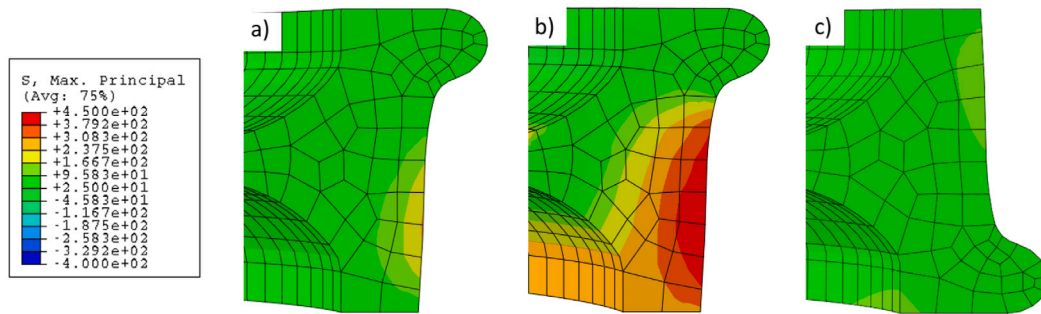 S, Max. Principal
(Avg: 75%)
+4.500e+02
+3.792e+02
+3.083e+02
+2.375e+02
+1.667e+02
+9.583e+01
+2.500e+01
-4.583e+01
-1.167e+02
-1.875e+02
-2.583e+02
-3.292e+02
-4.000e+02
a)
b)
c)